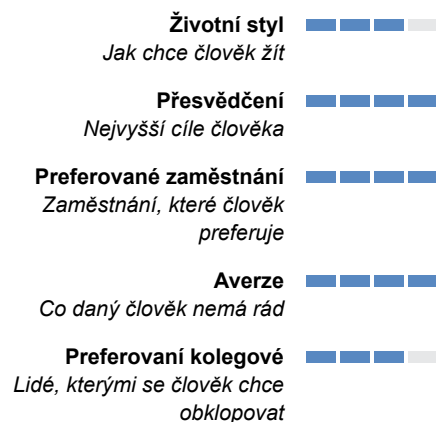 Životní styl
Jak chce člověk žít
Přesvědčení
Nejvyšší cíle člověka
Preferované zaměstnání
Zaměstnání, které člověk
preferuje
Averze
Co daný člověk nemá rád
Preferovaní kolegové
Lidé, kterými se člověk chce
obklopovat